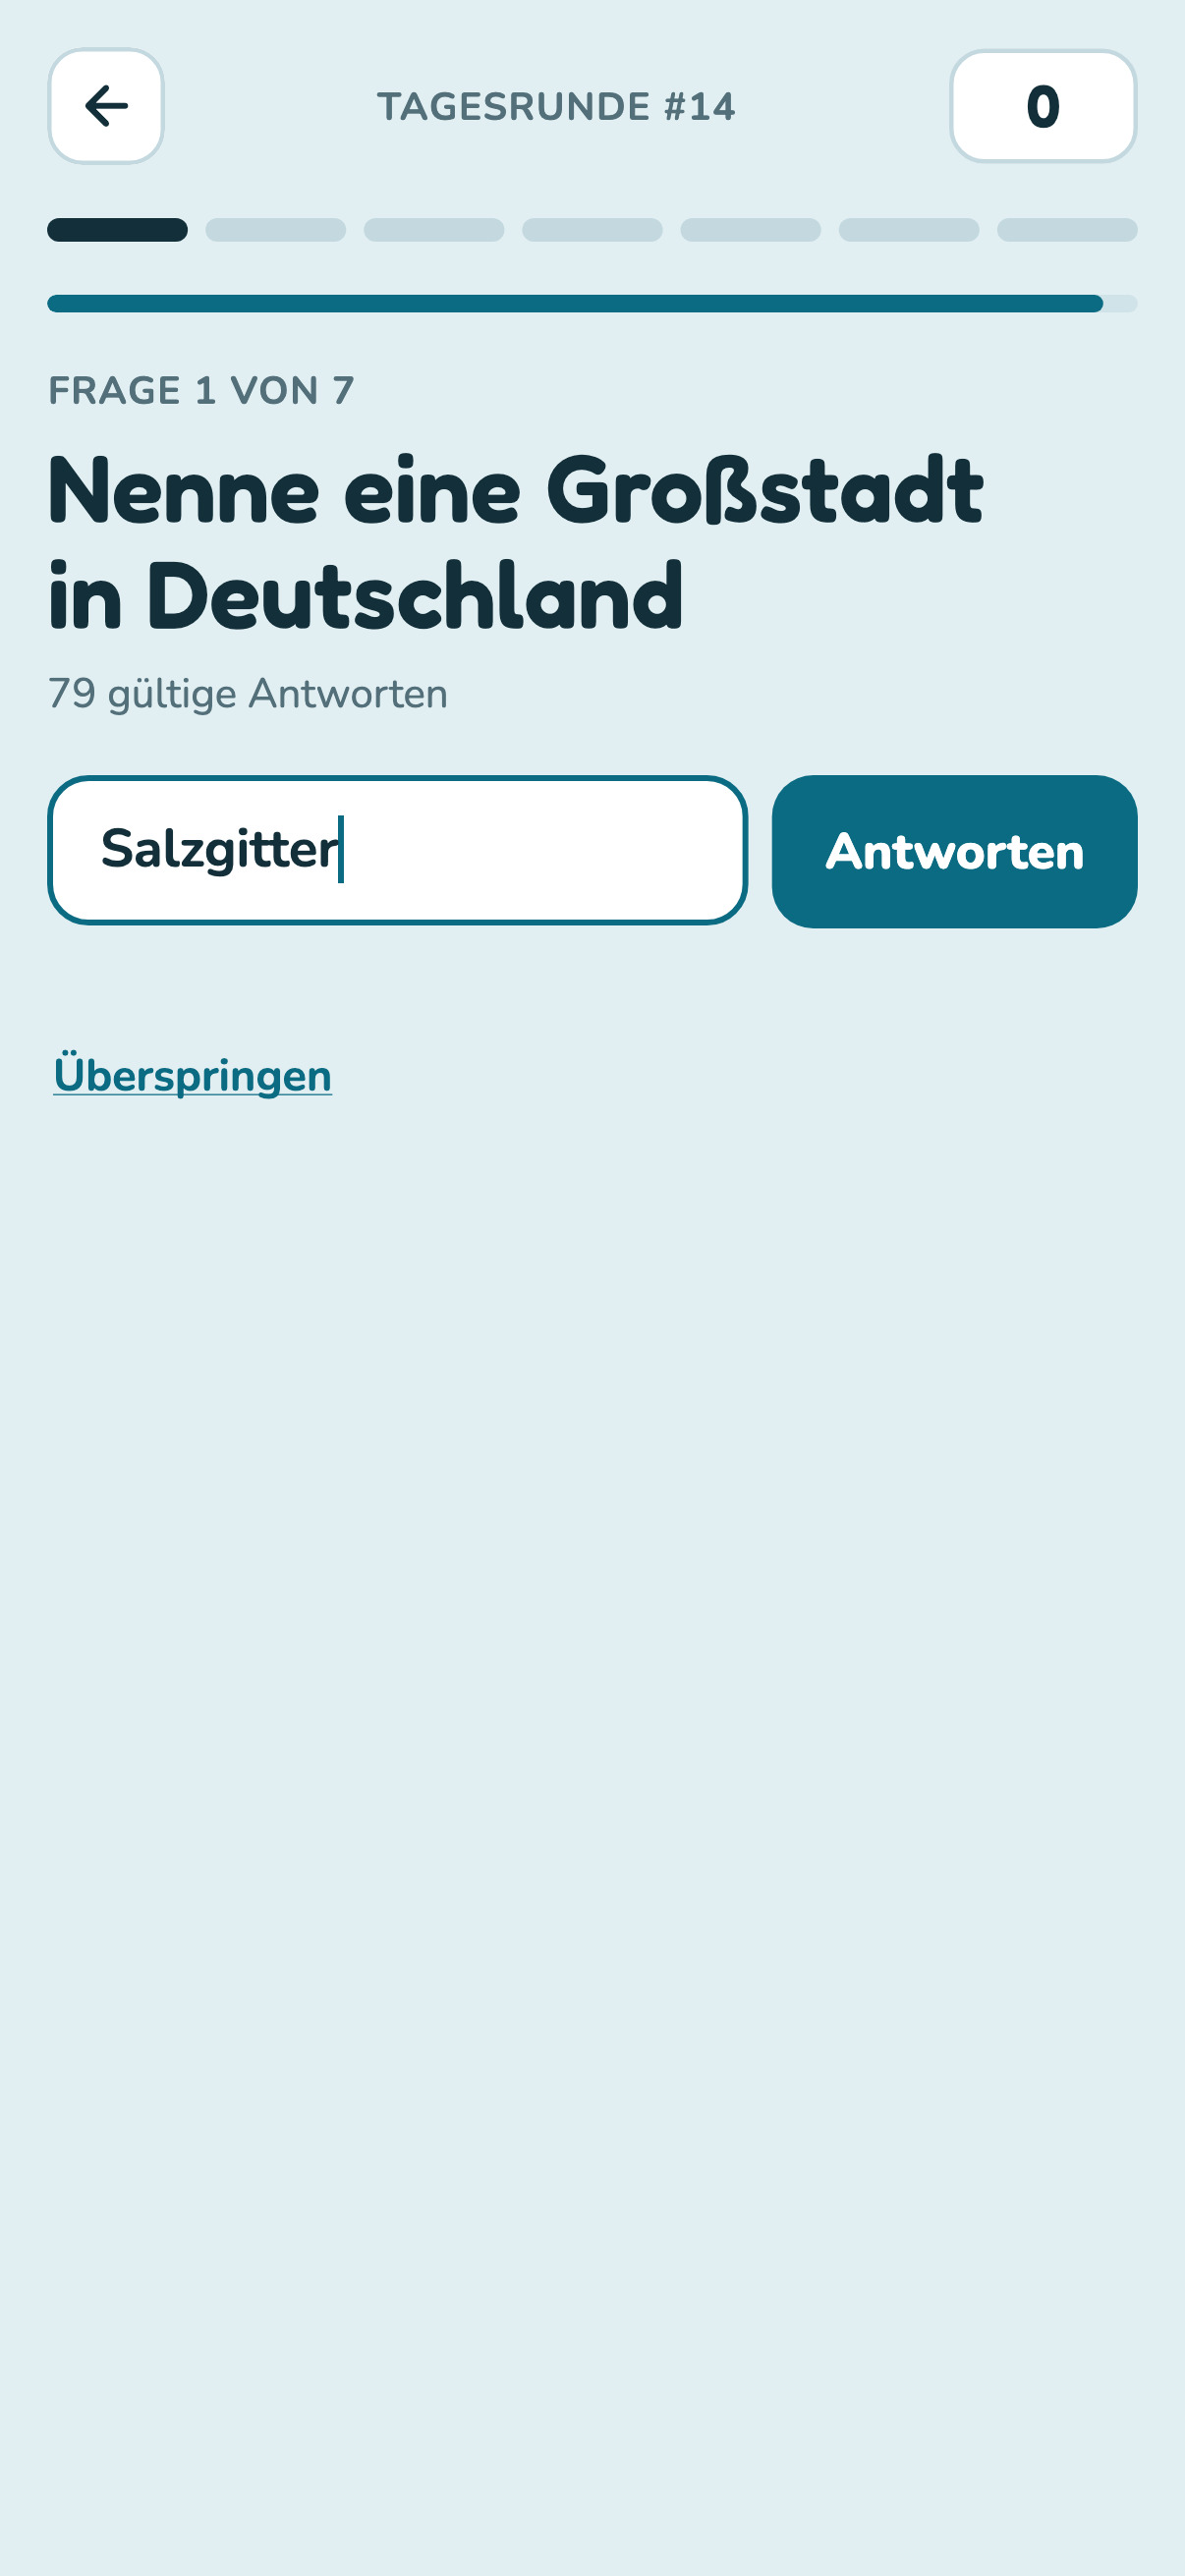 TAGESRUNDE #14
0
FRAGE 1 VON 7
Nenne eine Großstadt
in Deutschland
79 gültige Antworten
Salzgitter
Antworten
Überspringen